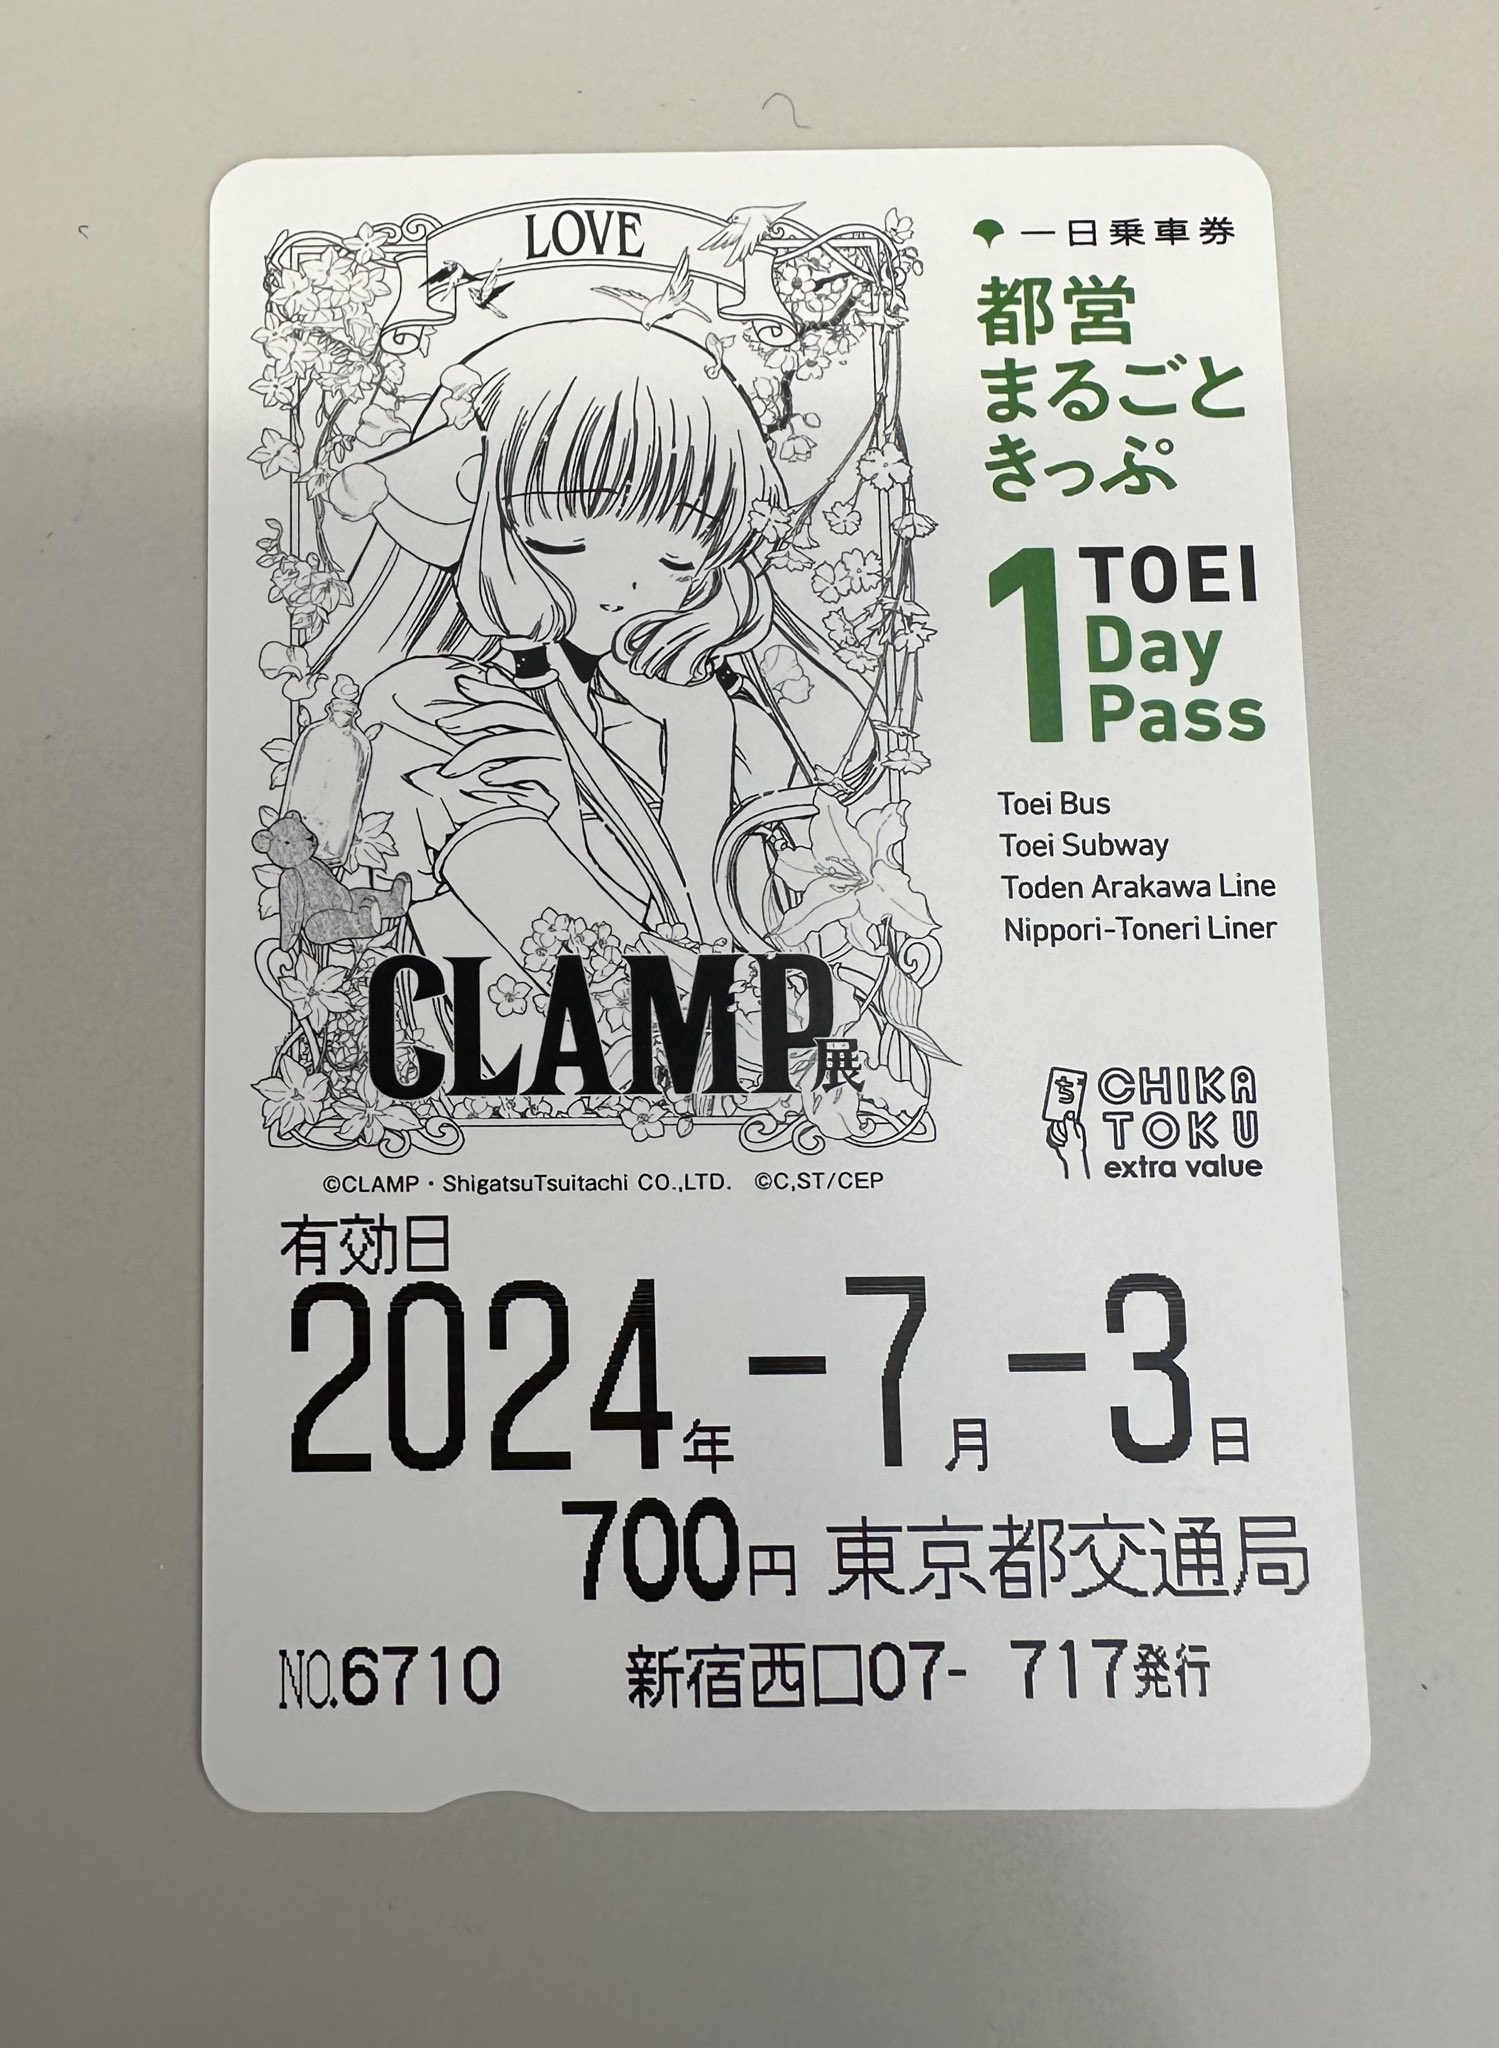 LOVE
CLAMP展
©CLAMP・ShigatsuTsuitachi CO.,LTD. ©C,ST/CEP
一日乗車券
都営
まるごと
きっぷ
1 TOEI
Day
Pass
Toei Bus
Toei Subway
Toden Arakawa Line
Nippori-Toneri Liner
ち
CHIKA
TOKU
extra value
有効日
2024年 -7月 -3日
700円 東京都交通局
NO.6710 新宿西口07- 717発行